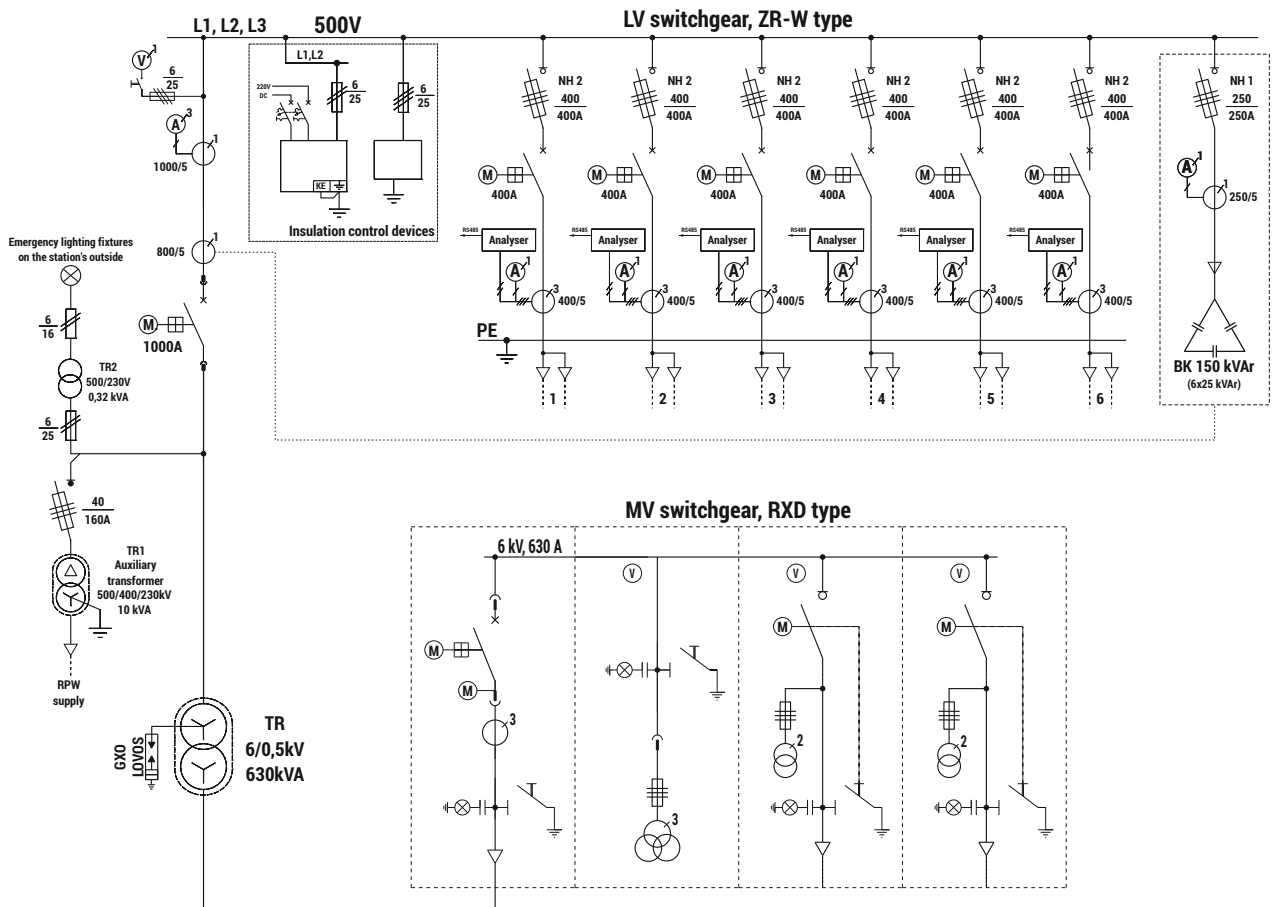 L1, L2, L3
500V
LV switchgear, ZR-W type
V
1
6
25
A
3
1
1000/5
L1,L2
220V
DC
6
25
KE
6
25
Insulation control devices
NH 2
400
400A
M
400A
RS485
Analyser
A
1
3
400/5
NH 2
400
400A
M
400A
RS485
Analyser
A
1
3
400/5
NH 2
400
400A
M
400A
RS485
Analyser
A
1
3
400/5
NH 2
400
400A
M
400A
RS485
Analyser
A
1
3
400/5
NH 2
400
400A
M
400A
RS485
Analyser
A
1
3
400/5
NH 2
400
400A
M
400A
RS485
Analyser
A
1
3
400/5
NH 1
250
250A
A
1
1
250/5
BK 150 kVAr
(6x25 kVAr)
PE
1
2
3
4
5
6
1
800/5
M
1000A
Emergency lighting fixtures
on the station's outside
6
16
TR2
500/230V
0,32 kVA
6
25
40
160A
TR1
Auxiliary
transformer
500/400/230kV
10 kVA
RPW
supply
GXO
LOVOS
TR
6/0,5kV
630kVA
MV switchgear, RXD type
6 kV, 630 A
M
M
3
V
3
V
M
2
V
M
2